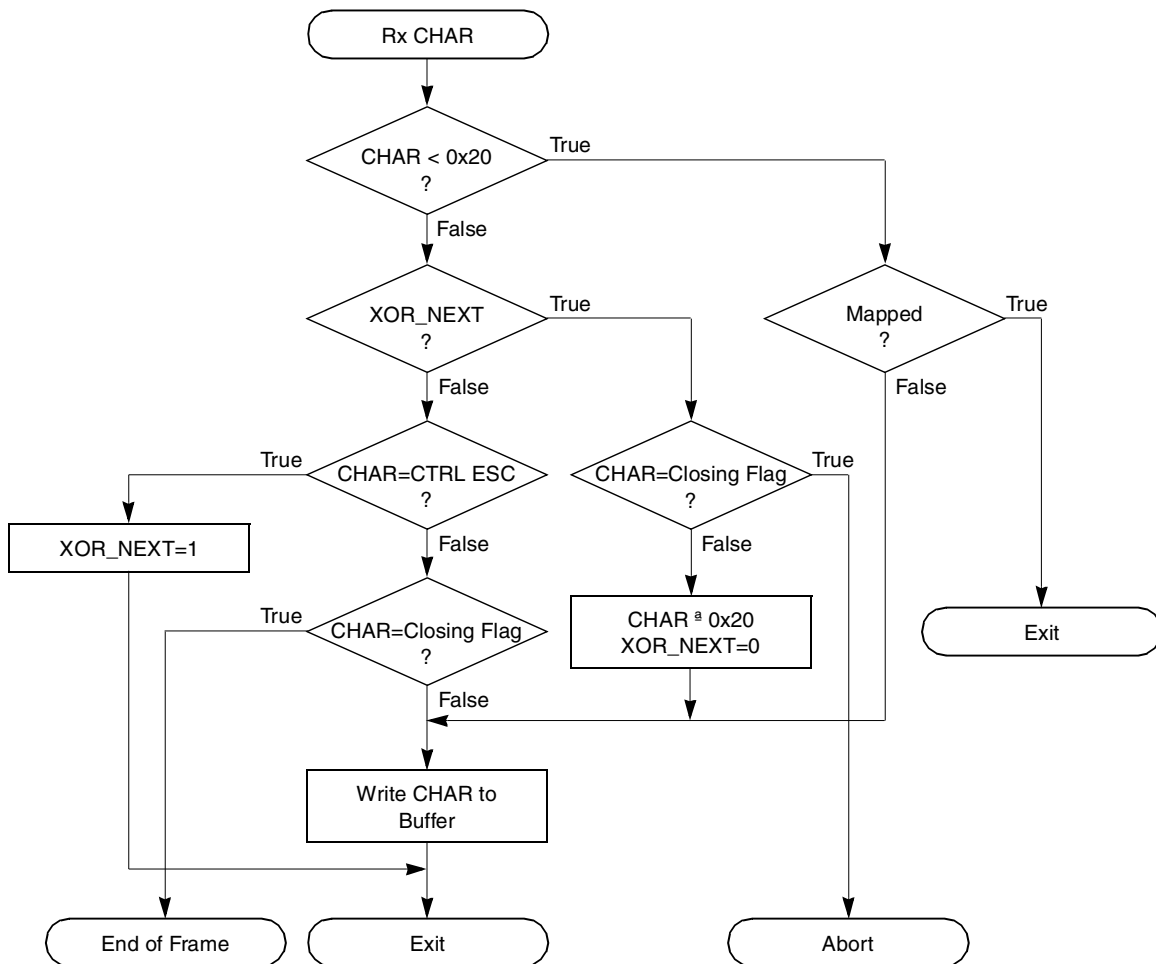 Rx CHAR
CHAR < 0x20
?
True
False
XOR_NEXT
?
True
False
Mapped
?
True
False
CHAR=CTRL ESC
?
True
False
CHAR=Closing Flag
?
True
False
XOR_NEXT=1
CHAR=Closing Flag
?
True
False
CHAR ª 0x20
XOR_NEXT=0
Exit
Write CHAR to
Buffer
End of Frame
Exit
Abort